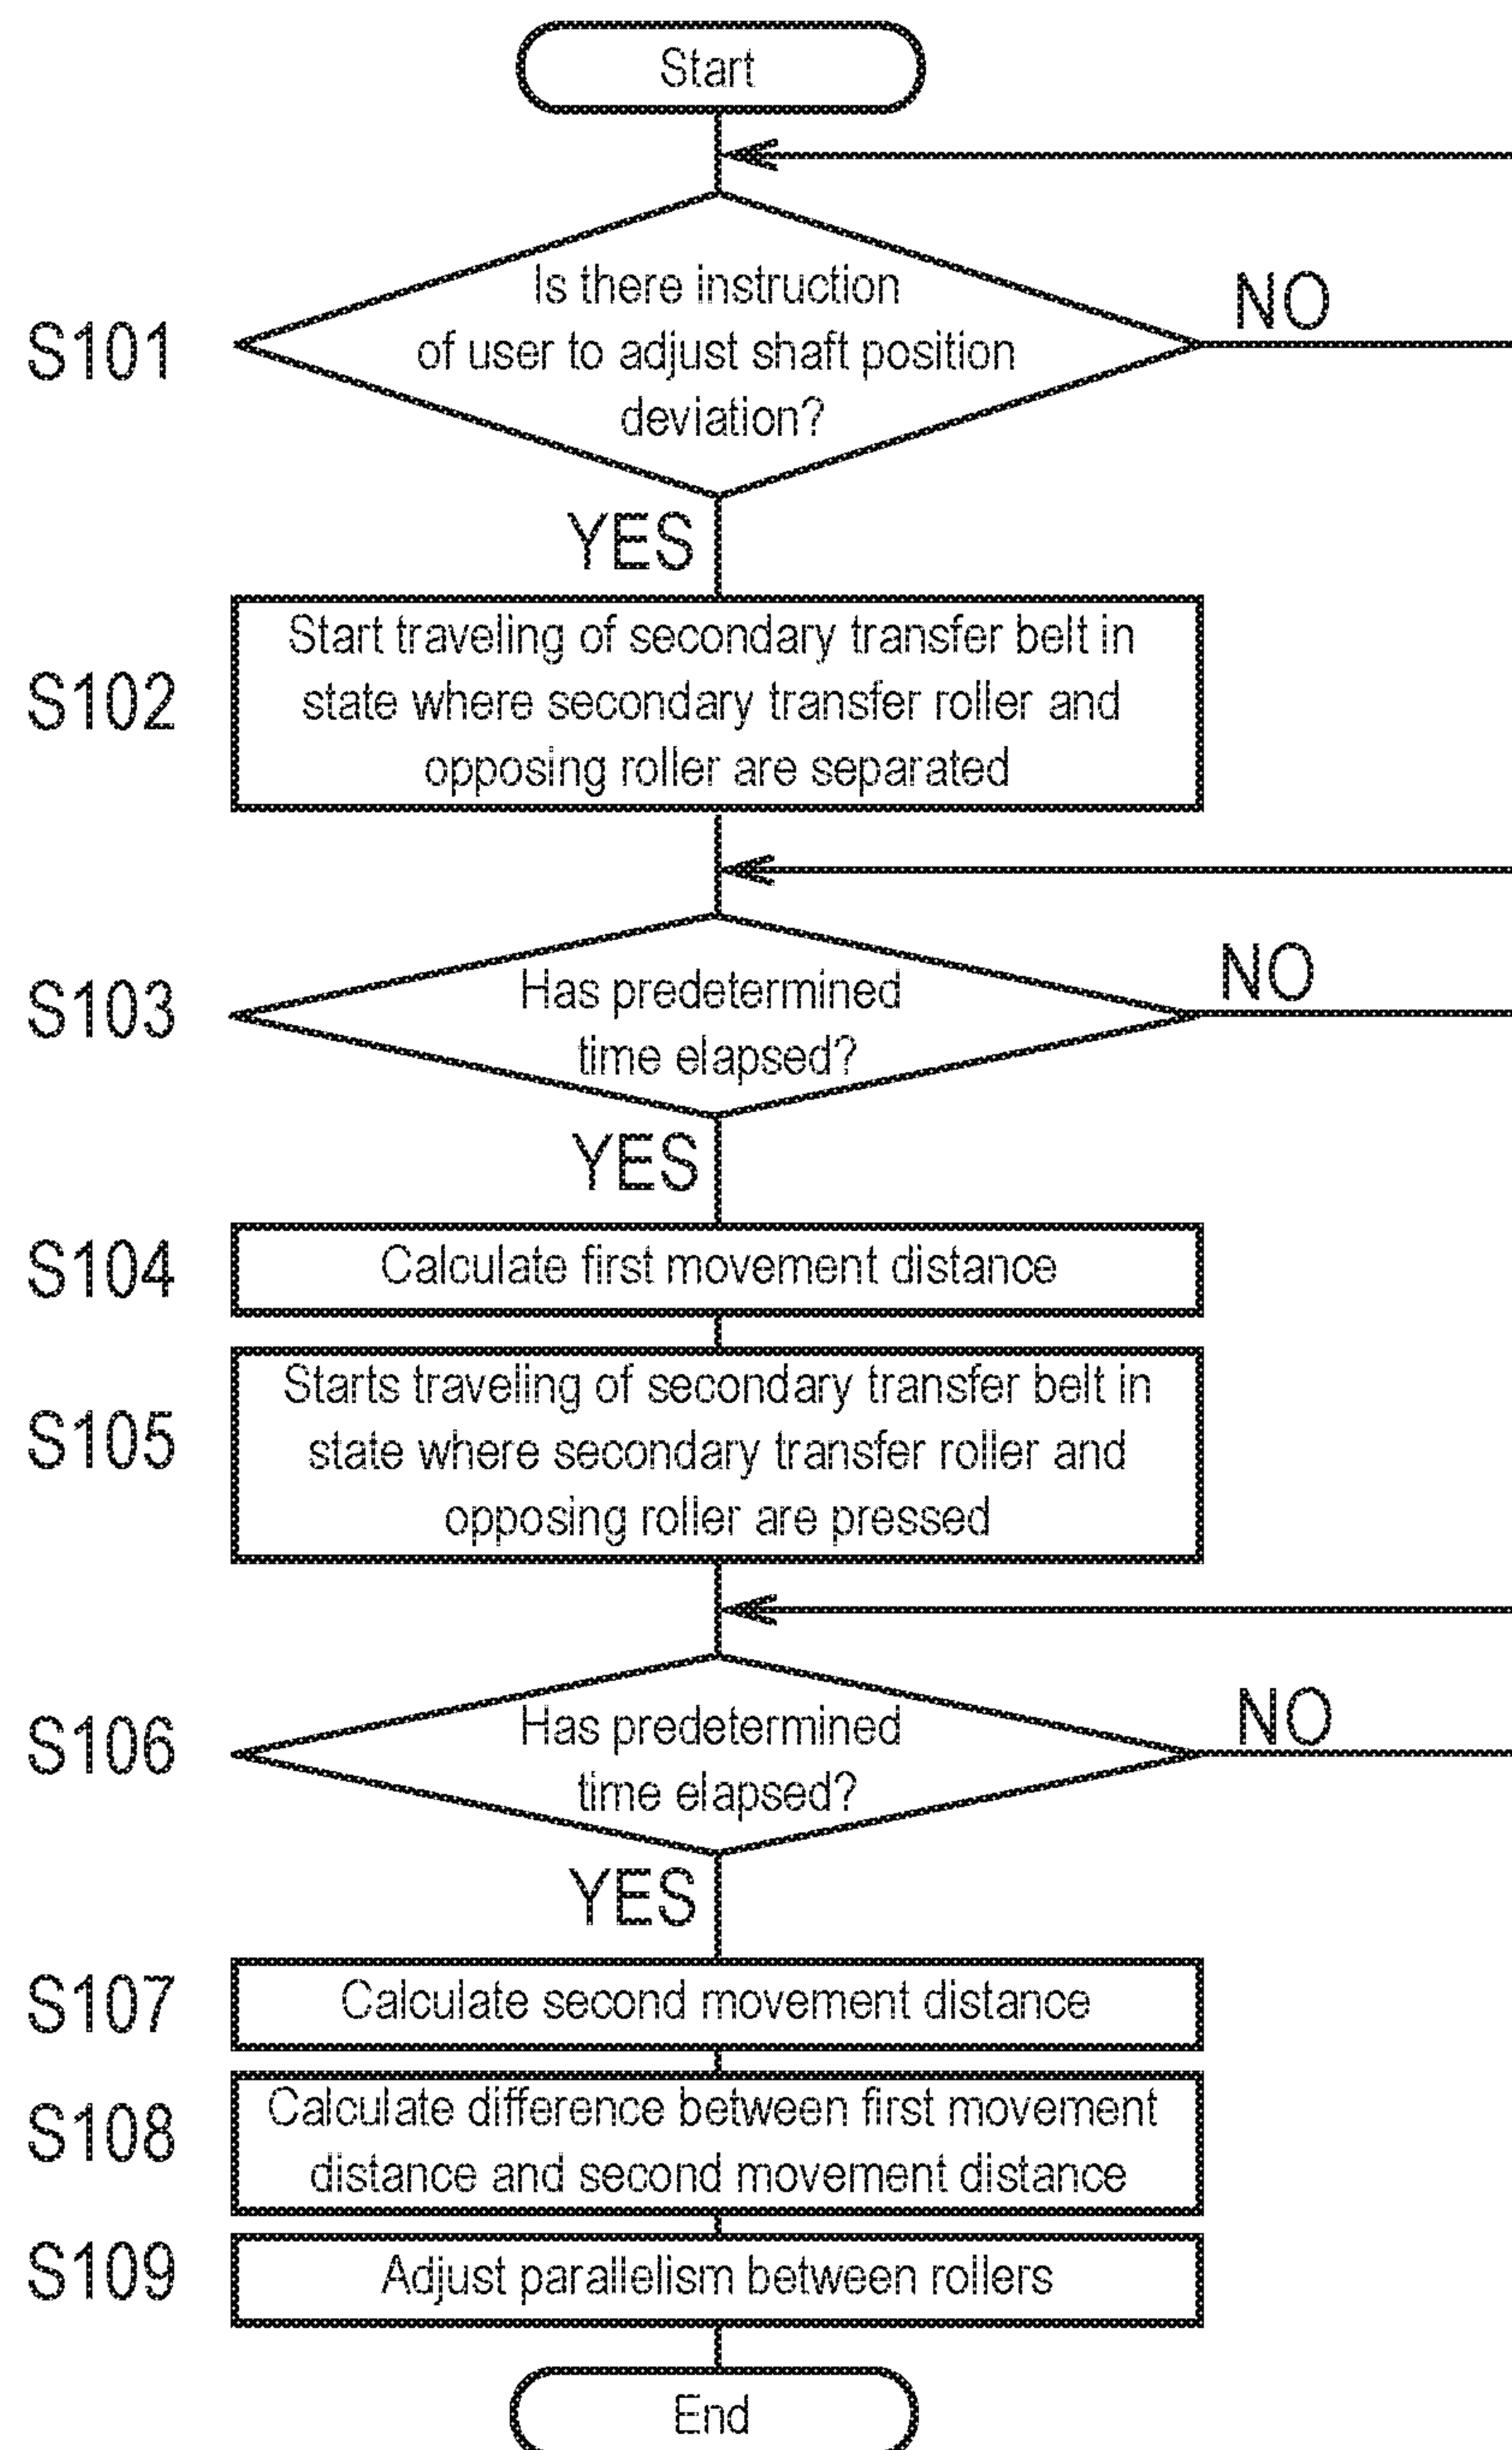 Start
Is there instruction
of user to adjust shaft position
deviation?
S101
NO
YES
Start traveling of secondary transfer belt in
state where secondary transfer roller and
opposing roller are separated
S102
Has predetermined
time elapsed?
S103
NO
YES
S104
Calculate first movement distance
Starts traveling of secondary transfer belt in
state where secondary transfer roller and
opposing roller are pressed
S105
Has predetermined
time elapsed?
S106
NO
YES
S107
Calculate second movement distance
S108
Calculate difference between first movement
distance and second movement distance
S109
Adjust parallelism between rollers
End